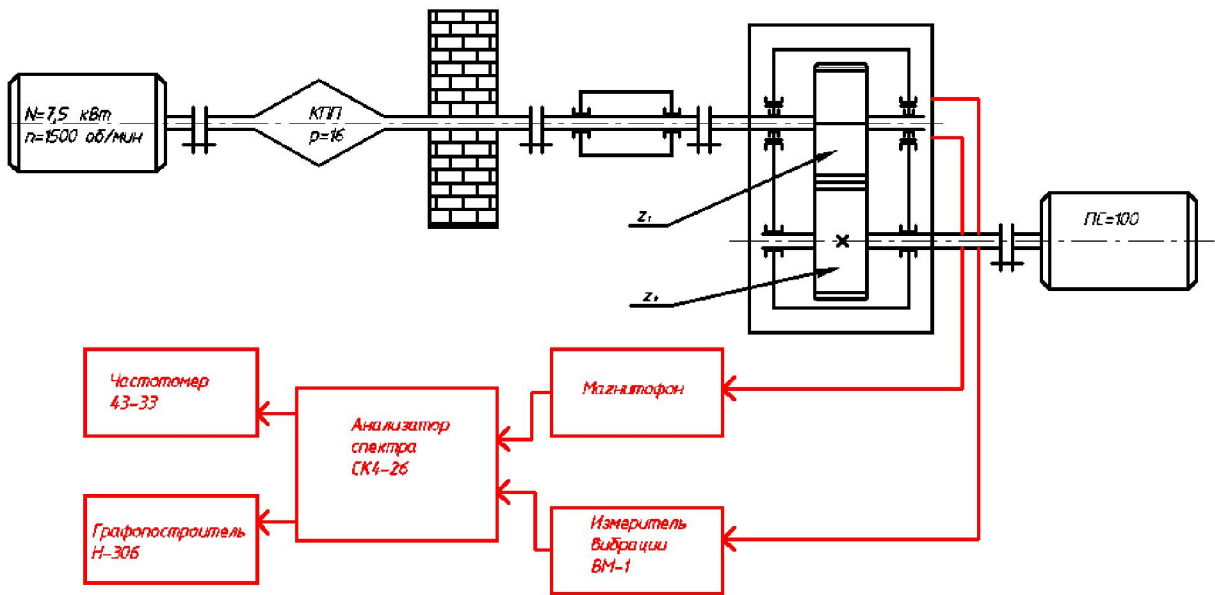 N=7,5 кВт
n=1500 об/мин
КПП
p=16
Z₁
Z₂
ПС=100
Частотомер
43-33
Анализатор
спектра
СК4-26
Магнитофон
Графопостроитель
Н-306
Измеритель
вибрации
ВМ-1